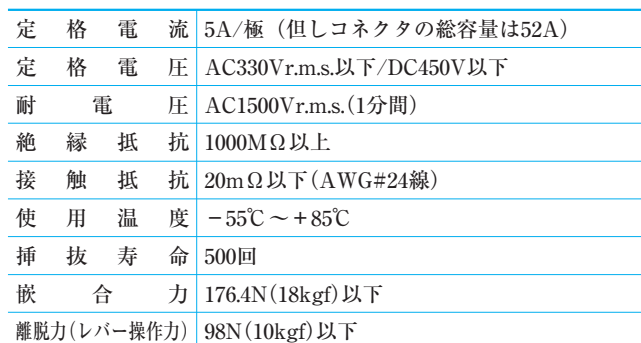 定格電流 5A/極（但しコネクタの総容量は52A）
定格電圧 AC330Vr.m.s.以下/DC450V以下
耐電圧 AC1500Vr.m.s.(1分間)
絶縁抵抗 1000MΩ以上
接触抵抗 20mΩ以下(AWG#24線)
使用温度 −55℃～+85℃
挿抜寿命 500回
嵌合力 176.4N(18kgf)以下
離脱力(レバー操作力) 98N(10kgf)以下